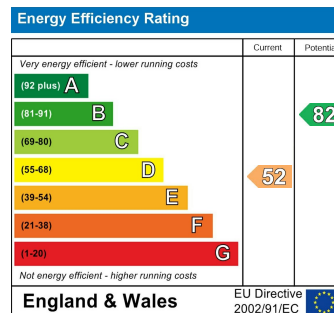 Energy Efficiency Rating
Current Potentia
Very energy efficient - lower running costs
(92 plus) A
(81-91) B
82
(69-80) C
(55-68) D
52
(39-54) E
(21-38) F
(1-20) G
Not energy efficient - higher running costs
England & Wales
EU Directive
2002/91/EC